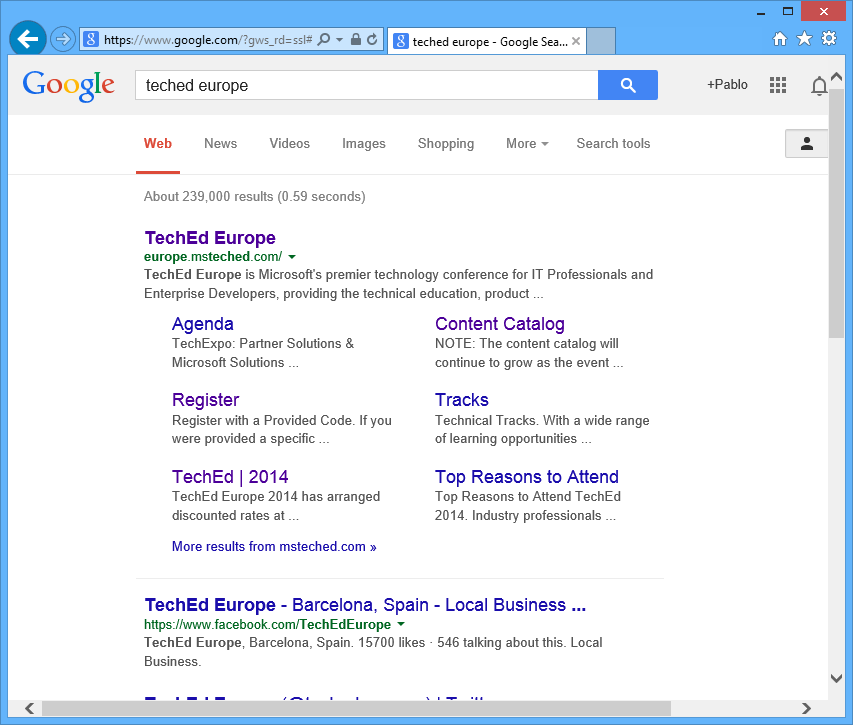 https://www.google.com/?gws_rd=ssl#
teched europe - Google Sea...
Google
teched europe
+Pablo
Web News Videos Images Shopping More Search tools
About 239,000 results (0.59 seconds)
TechEd Europe
europe.msteched.com/
TechEd Europe is Microsoft's premier technology conference for IT Professionals and
Enterprise Developers, providing the technical education, product ...
Agenda
TechExpo: Partner Solutions &
Microsoft Solutions ...
Content Catalog
NOTE: The content catalog will
continue to grow as the event ...
Register
Register with a Provided Code. If you
were provided a specific ...
Tracks
Technical Tracks. With a wide range
of learning opportunities ...
TechEd | 2014
TechEd Europe 2014 has arranged
discounted rates at ...
Top Reasons to Attend
Top Reasons to Attend TechEd
2014. Industry professionals ...
More results from msteched.com »
TechEd Europe - Barcelona, Spain - Local Business ...
https://www.facebook.com/TechEdEurope
TechEd Europe, Barcelona, Spain. 15700 likes · 546 talking about this. Local
Business.